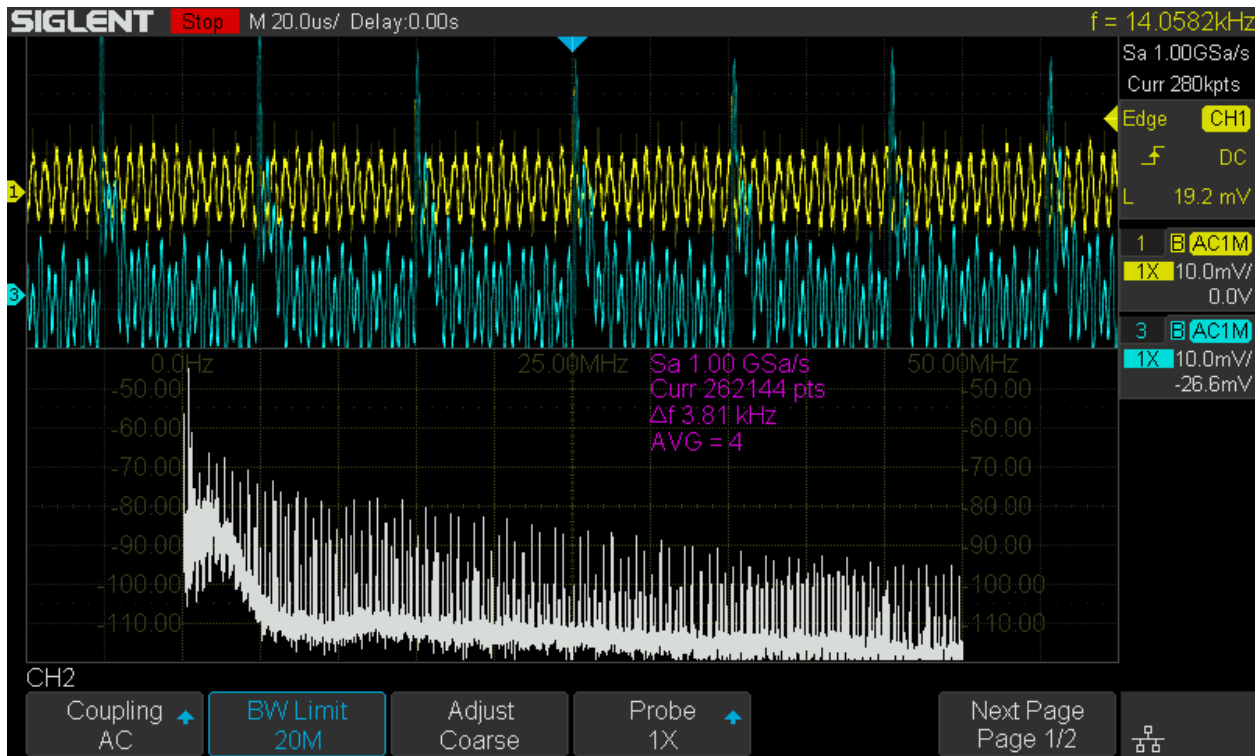 SIGLENT Stop M 20.0us/ Delay:0.00s f = 14.0582kHz
Sa 1.00GSa/s
Curr 280kpts
Edge CH1
DC
L 19.2 mV
1 B AC1M
1X 10.0mV/
0.0V
3 B AC1M
1X 10.0mV/
-26.6mV
1
3
0.0Hz 25.00MHz 50.00MHz
Sa 1.00 GSa/s
Curr 262144 pts
Δf 3.81 kHz
AVG = 4
-50.00 -50.00
-60.00 -60.00
-70.00 -70.00
-80.00 -80.00
-90.00 -90.00
-100.00 -100.00
-110.00 -110.00
CH2
Coupling BW Limit Adjust Probe Next Page
AC 20M Coarse 1X Page 1/2